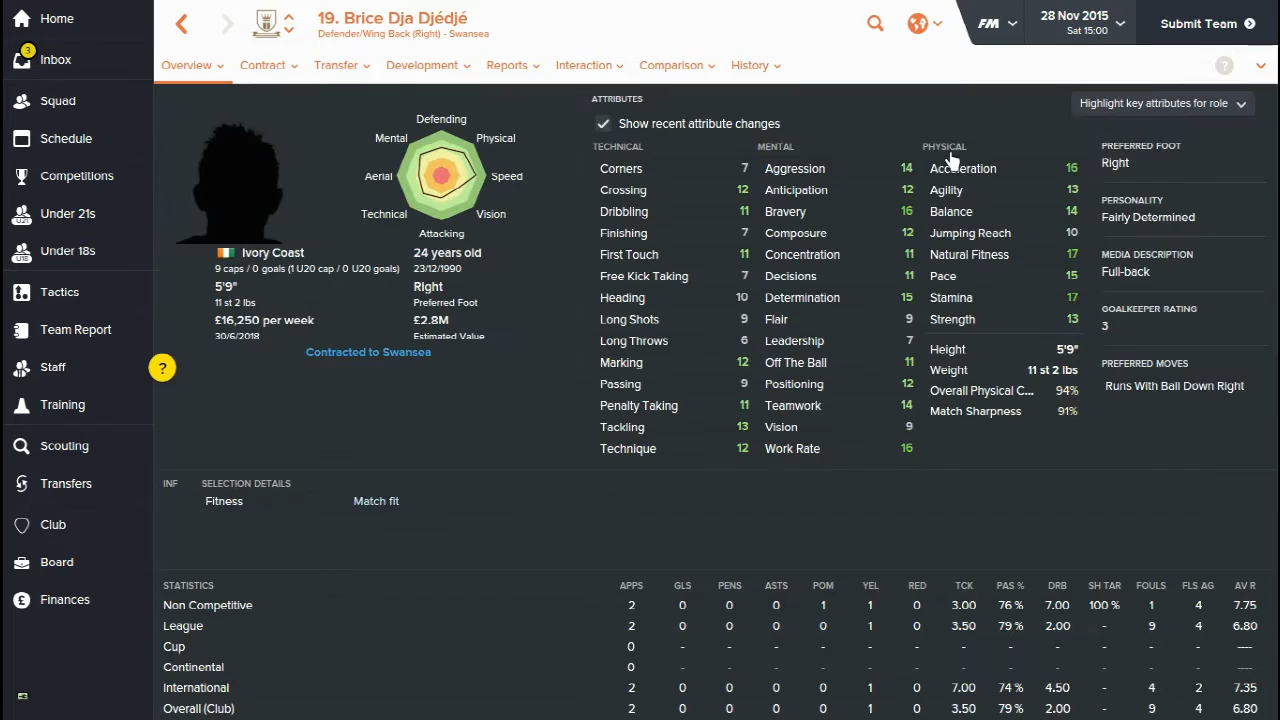 Home
3
Inbox
Squad
Schedule
Competitions
U21
Under 21s
U18
Under 18s
Tactics
Team Report
Staff
Training
Scouting
Transfers
Club
Board
£ Finances
19. Brice Dja Djédjé
Defender/Wing Back (Right) - Swansea
FM
28 Nov 2015
Sat 15:00
Submit Team
Overview Contract Transfer Development Reports Interaction Comparison History ?
?
Defending
Mental Physical
Aerial Speed
Technical Vision
Attacking
Ivory Coast
9 caps / 0 goals (1 U20 cap / 0 U20 goals)
5'9"
11 st 2 lbs
£16,250 per week
30/6/2018
24 years old
23/12/1990
Right
Preferred Foot
£2.8M
Estimated Value
Contracted to Swansea
ATTRIBUTES
Show recent attribute changes
Highlight key attributes for role
TECHNICAL
Corners 7
Crossing 12
Dribbling 11
Finishing 7
First Touch 11
Free Kick Taking 7
Heading 10
Long Shots 9
Long Throws 6
Marking 12
Passing 9
Penalty Taking 11
Tackling 13
Technique 12
MENTAL
Aggression 14
Anticipation 12
Bravery 16
Composure 12
Concentration 11
Decisions 11
Determination 15
Flair 9
Leadership 7
Off The Ball 11
Positioning 12
Teamwork 14
Vision 9
Work Rate 16
PHYSICAL
Acceleration 16
Agility 13
Balance 14
Jumping Reach 10
Natural Fitness 17
Pace 15
Stamina 17
Strength 13
Height 5'9"
Weight 11 st 2 lbs
Overall Physical C... 94%
Match Sharpness 91%
PREFERRED FOOT
Right
PERSONALITY
Fairly Determined
MEDIA DESCRIPTION
Full-back
GOALKEEPER RATING
3
PREFERRED MOVES
Runs With Ball Down Right
INF SELECTION DETAILS
Fitness Match fit
STATISTICS APPS GLS PENS ASTS POM YEL RED TCK PAS % DRB SH TAR FOULS FLS AG AV R
Non Competitive 2 0 0 0 1 1 0 3.00 76 % 7.00 100 % 1 4 7.75
League 2 0 0 0 0 1 0 3.50 79 % 2.00 - 9 4 6.80
Cup 0 - - - - - - - - - - - - ----
Continental 0 - - - - - - - - - - - - ----
International 2 0 0 0 0 1 0 7.00 74 % 4.50 - 4 2 7.35
Overall (Club) 2 0 0 0 0 1 0 3.50 79 % 2.00 - 9 4 6.80